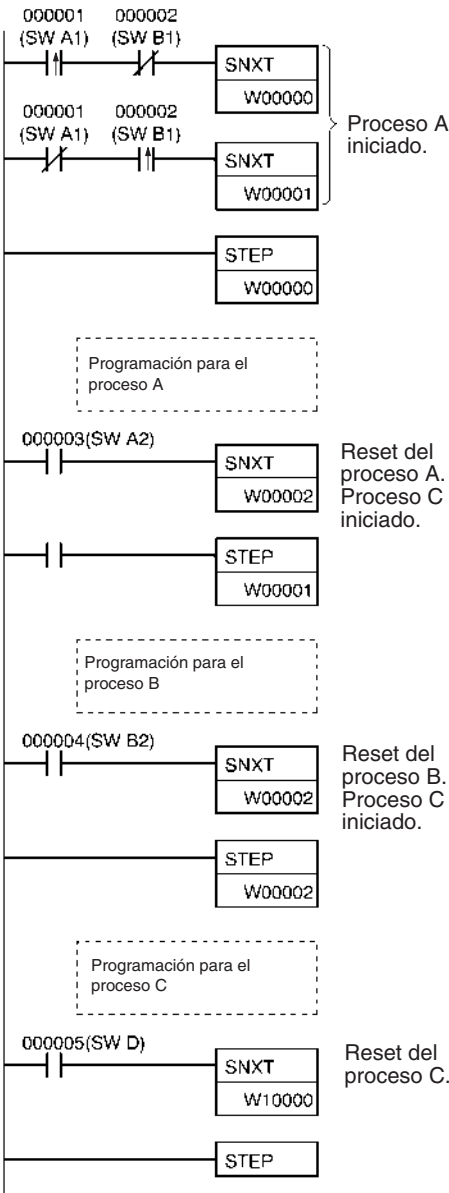 000001 000002
(SW A1) (SW B1)
SNXT
W00000
000001 000002
(SW A1) (SW B1)
SNXT
W00001
Proceso A
iniciado.
STEP
W00000
Programación para el
proceso A
000003(SW A2)
SNXT
W00002
Reset del
proceso A.
Proceso C
iniciado.
STEP
W00001
Programación para el
proceso B
000004(SW B2)
SNXT
W00002
Reset del
proceso B.
Proceso C
iniciado.
STEP
W00002
Programación para el
proceso C
000005(SW D)
SNXT
W10000
Reset del
proceso C.
STEP